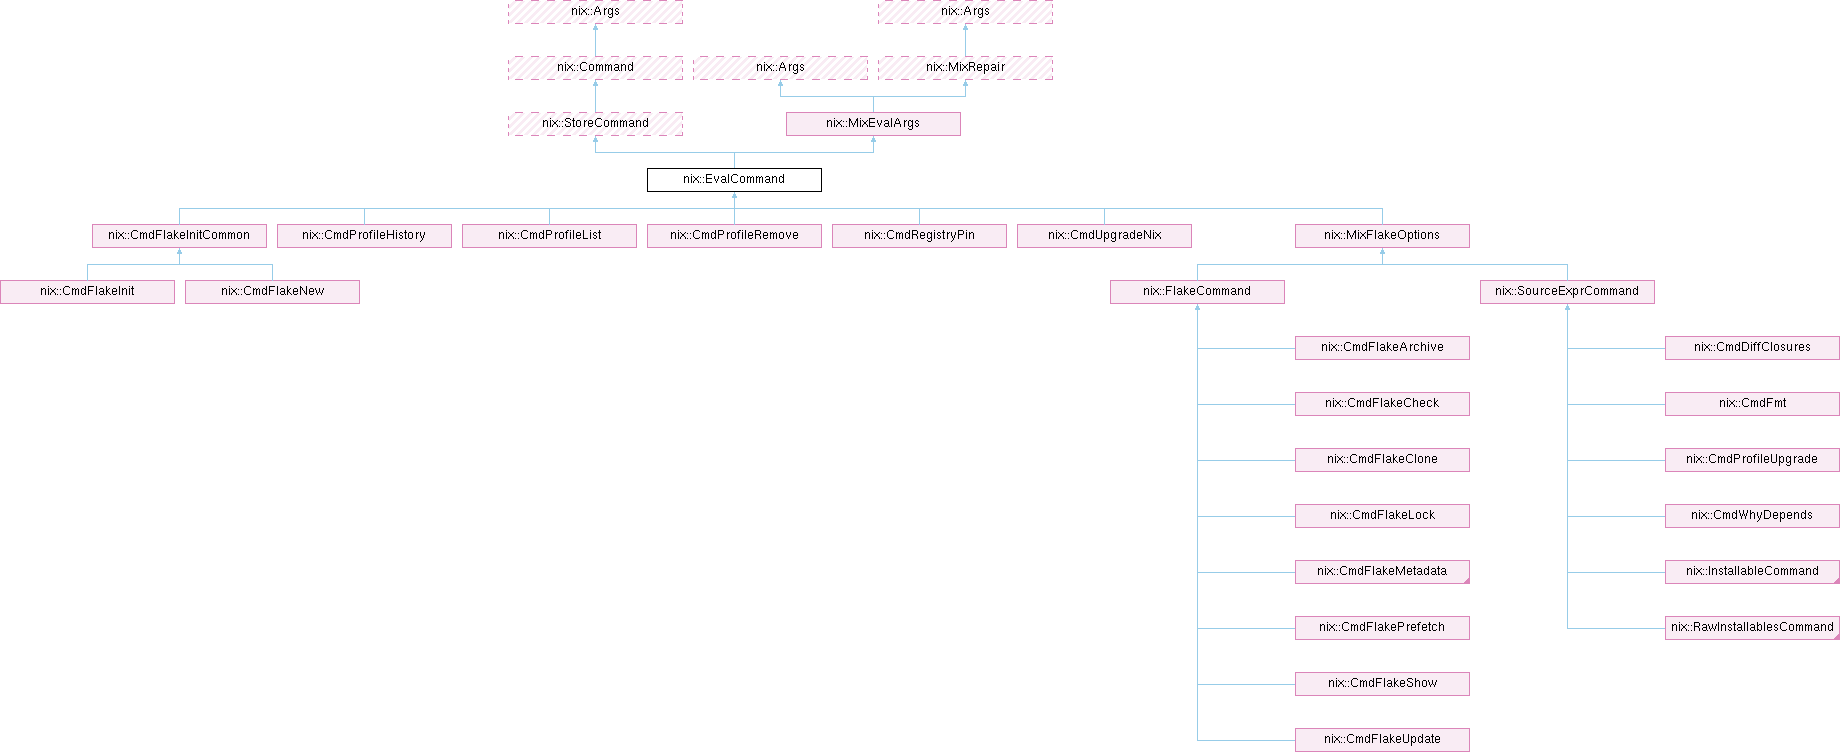 nix::Args
nix::Args
nix::Command
nix::Args
nix::MixRepair
nix::StoreCommand
nix::MixEvalArgs
nix::EvalCommand
nix::CmdFlakeInitCommon
nix::CmdProfileHistory
nix::CmdProfileList
nix::CmdProfileRemove
nix::CmdRegistryPin
nix::CmdUpgradeNix
nix::MixFlakeOptions
nix::CmdFlakeInit
nix::CmdFlakeNew
nix::FlakeCommand
nix::SourceExprCommand
nix::CmdFlakeArchive
nix::CmdDiffClosures
nix::CmdFlakeCheck
nix::CmdFmt
nix::CmdFlakeClone
nix::CmdProfileUpgrade
nix::CmdFlakeLock
nix::CmdWhyDepends
nix::CmdFlakeMetadata
nix::InstallableCommand
nix::CmdFlakePrefetch
nix::RawInstallablesCommand
nix::CmdFlakeShow
nix::CmdFlakeUpdate